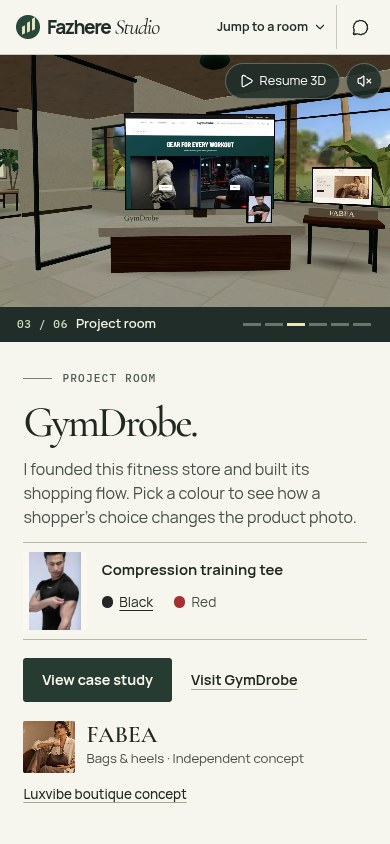 Fazhere Studio
Jump to a room
Resume 3D
GymDrobe
GEAR FOR EVERY WORKOUT
GymDrobe
FABEA
03 / 06 Project room
PROJECT ROOM
GymDrobe.
I founded this fitness store and built its
shopping flow. Pick a colour to see how a
shopper's choice changes the product photo.
Compression training tee
Black
Red
View case study
Visit GymDrobe
FABEA
Bags & heels · Independent concept
Luxvibe boutique concept